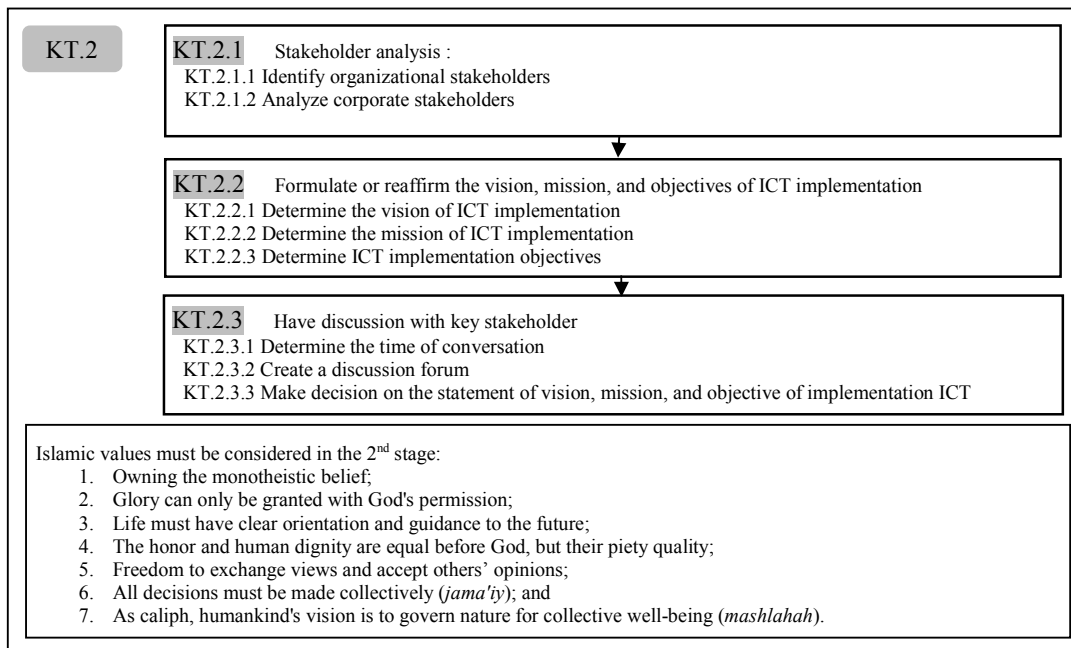 KT.2
KT.2.1 Stakeholder analysis :
KT.2.1.1 Identify organizational stakeholders
KT.2.1.2 Analyze corporate stakeholders
KT.2.2 Formulate or reaffirm the vision, mission, and objectives of ICT implementation
KT.2.2.1 Determine the vision of ICT implementation
KT.2.2.2 Determine the mission of ICT implementation
KT.2.2.3 Determine ICT implementation objectives
KT.2.3 Have discussion with key stakeholder
KT.2.3.1 Determine the time of conversation
KT.2.3.2 Create a discussion forum
KT.2.3.3 Make decision on the statement of vision, mission, and objective of implementation ICT
Islamic values must be considered in the 2nd stage:
1. Owning the monotheistic belief;
2. Glory can only be granted with God's permission;
3. Life must have clear orientation and guidance to the future;
4. The honor and human dignity are equal before God, but their piety quality;
5. Freedom to exchange views and accept others’ opinions;
6. All decisions must be made collectively (jama'iy); and
7. As caliph, humankind's vision is to govern nature for collective well-being (mashlahah).